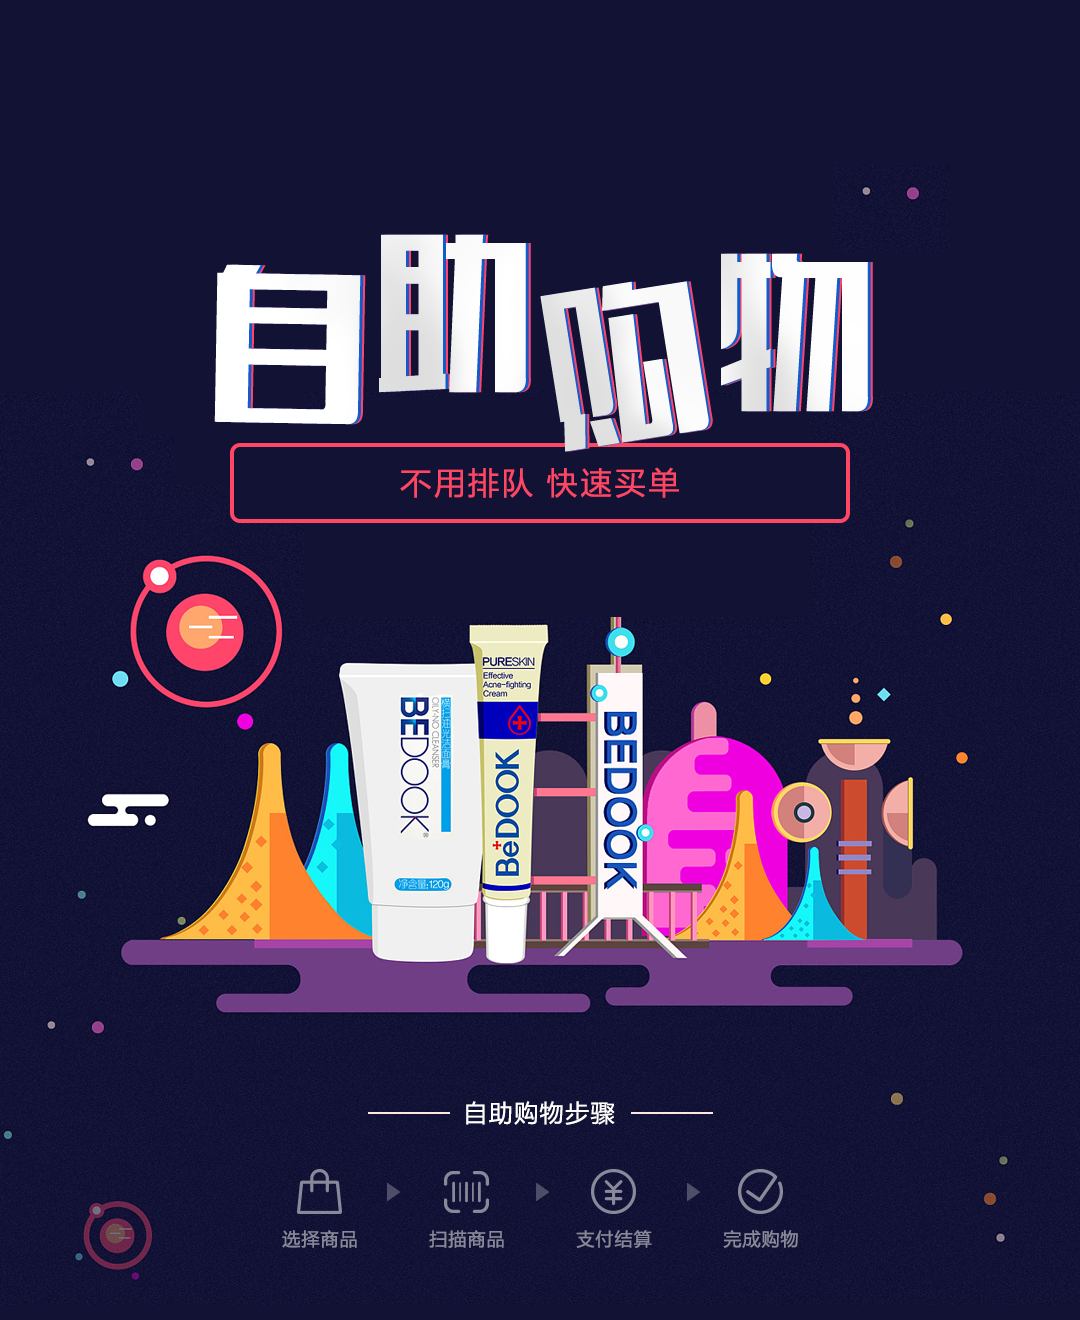 自助购物
不用排队 快速买单
PURESKIN
Effective
Acne-fighting
Cream
BeDOOK
BEDOOK®
OILY-NO CLEANSER
净含量:120g
BEDOOK
自助购物步骤
选择商品
扫描商品
支付结算
完成购物